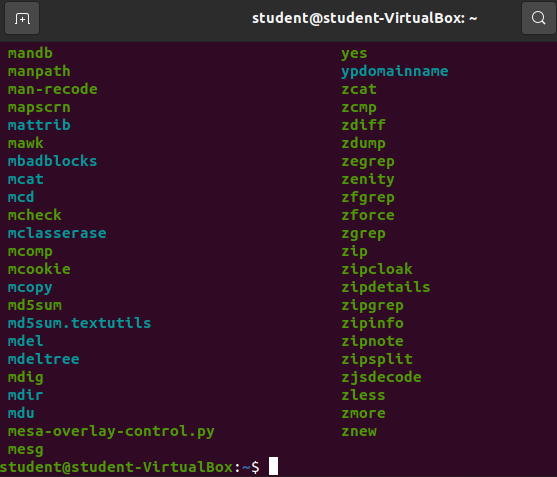 student@student-VirtualBox: ~
mandb yes
manpath ypdomainname
man-recode zcat
mapscrn zcmp
mattrib zdiff
mawk zdump
mbadblocks zegrep
mcat zenity
mcd zfgrep
mcheck zforce
mclasserase zgrep
mcomp zip
mcookie zipcloak
mcopy zipdetails
md5sum zipgrep
md5sum.textutils zipinfo
mdel zipnote
mdeltree zipsplit
mdig zjsdecode
mdir zless
mdu zmore
mesa-overlay-control.py znew
mesg
student@student-VirtualBox:~$